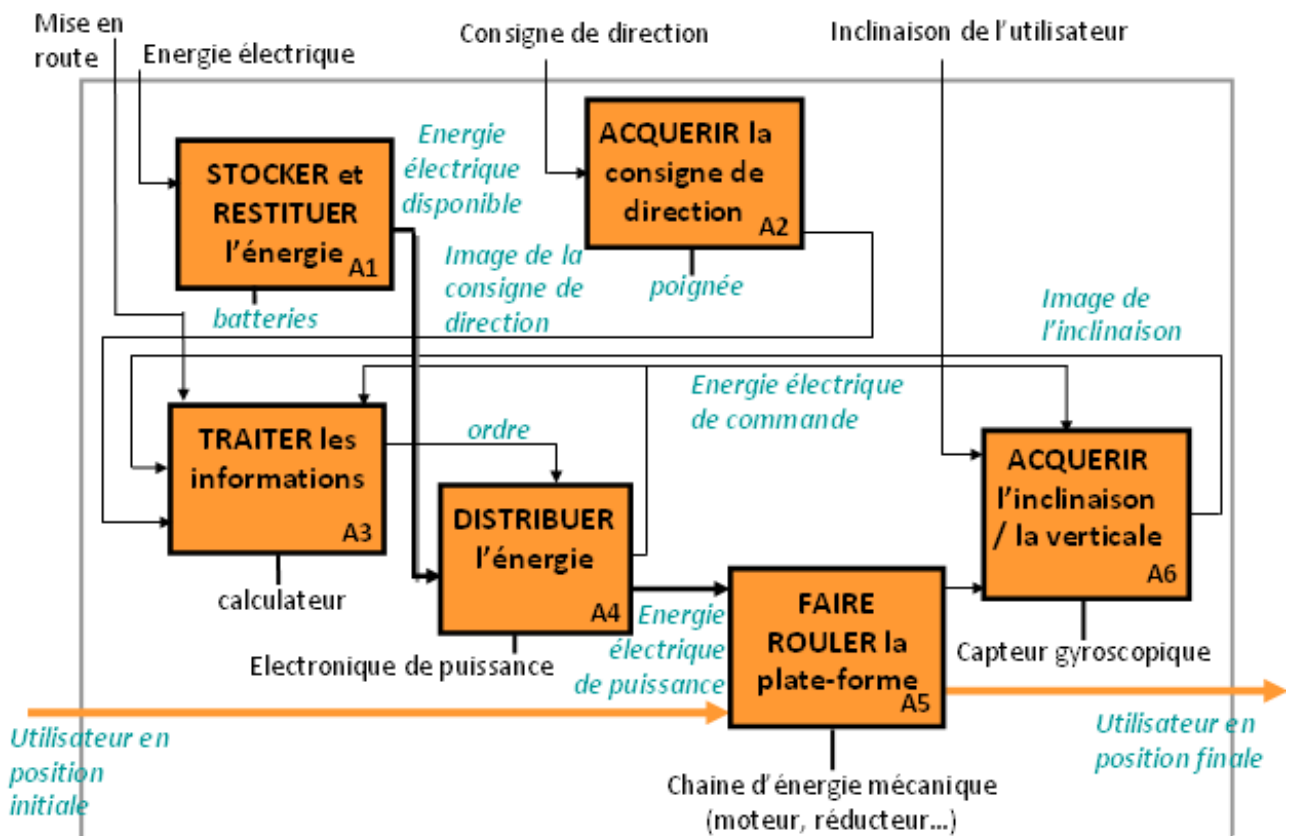 Mise en
route
Energie électrique
Consigne de direction
Inclinaison de l'utilisateur
STOCKER et
RESTITUER
l'énergie
A1
batteries
Energie
électrique
disponible
ACQUERIR la
consigne de
direction
A2
poignée
Image de la
consigne de
direction
Image de
l'inclinaison
Energie électrique
de commande
TRAITER les
informations
A3
calculateur
ordre
DISTRIBUER
l'énergie
A4
Electronique de puissance
Energie
électrique
de puissance
FAIRE
ROULER la
plate-forme
A5
Chaine d'énergie mécanique
(moteur, réducteur...)
ACQUERIR
l'inclinaison
/ la verticale
A6
Capteur gyroscopique
Utilisateur en
position
initiale
Utilisateur en
position finale